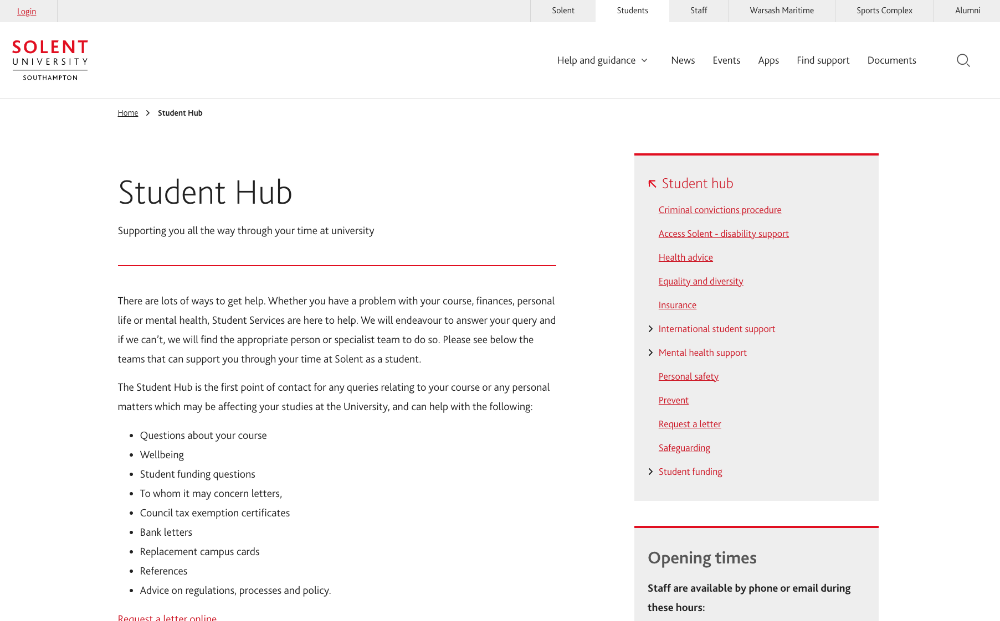 Login
Solent
Students
Staff
Warsash Maritime
Sports Complex
Alumni
SOLENT
UNIVERSITY
SOUTHAMPTON
Help and guidance
News
Events
Apps
Find support
Documents
Home
Student Hub
Student Hub
Supporting you all the way through your time at university
There are lots of ways to get help. Whether you have a problem with your course, finances, personal
life or mental health, Student Services are here to help. We will endeavour to answer your query and
if we can’t, we will find the appropriate person or specialist team to do so. Please see below the
teams that can support you through your time at Solent as a student.
The Student Hub is the first point of contact for any queries relating to your course or any personal
matters which may be affecting your studies at the University, and can help with the following:
• Questions about your course
• Wellbeing
• Student funding questions
• To whom it may concern letters,
• Council tax exemption certificates
• Bank letters
• Replacement campus cards
• References
• Advice on regulations, processes and policy.
Request a letter online
Student hub
Criminal convictions procedure
Access Solent - disability support
Health advice
Equality and diversity
Insurance
International student support
Mental health support
Personal safety
Prevent
Request a letter
Safeguarding
Student funding
Opening times
Staff are available by phone or email during
these hours: